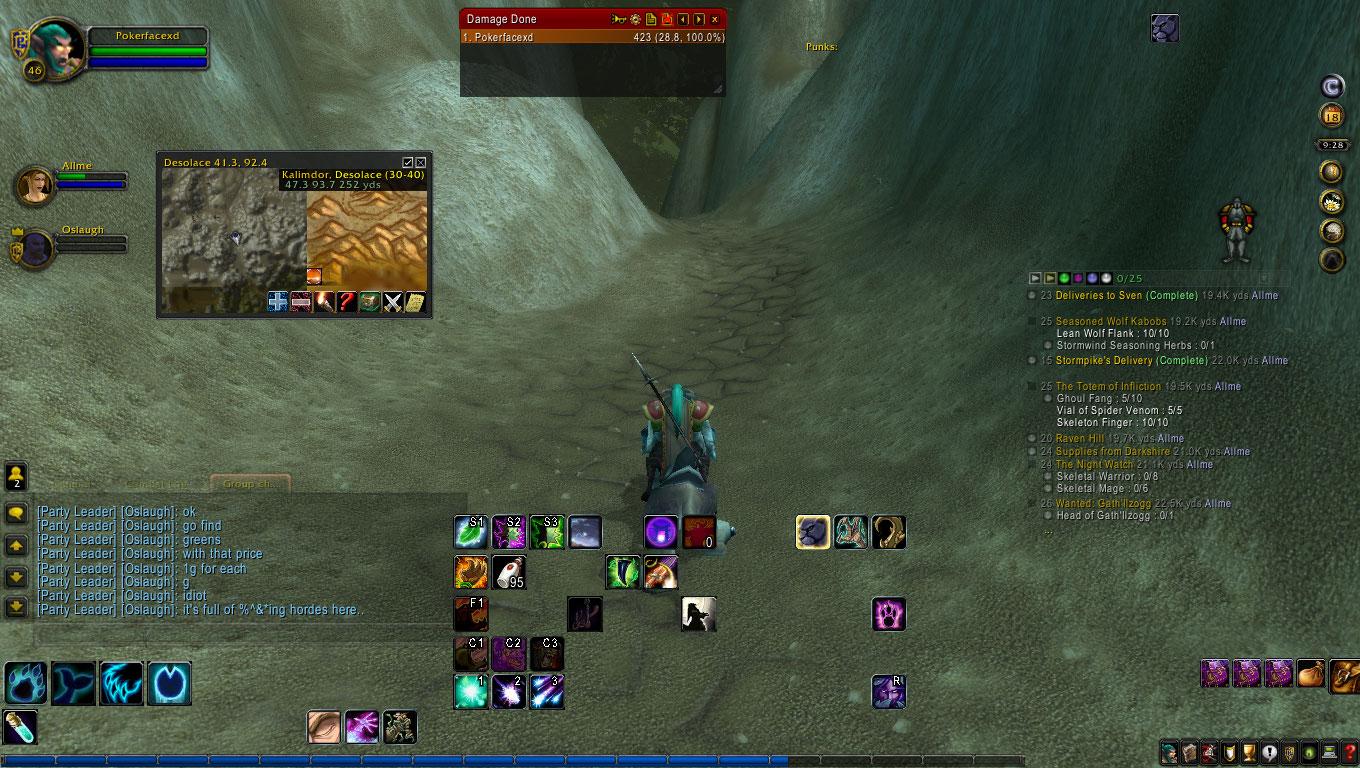 Damage Done
1. Pokerfacexd 423 (28.8, 100.0%)
Punks:
Pokerfacexd
46
18
9:28
Allme
Oslaugh
Desolace 41.3, 92.4
Kalimdor, Desolace (30-40)
47.3 93.7 252 yds
0/25
23 Deliveries to Sven (Complete) 19.4K yds Allme
25 Seasoned Wolf Kabobs 19.2K yds Allme
Lean Wolf Flank : 10/10
Stormwind Seasoning Herbs : 0/1
15 Stormpike's Delivery (Complete) 22.0K yds Allme
25 The Totem of Infliction 19.5K yds Allme
Ghoul Fang : 5/10
Vial of Spider Venom : 5/5
Skeleton Finger : 10/10
20 Raven Hill 19.7K yds Allme
24 Supplies from Darkshire 21.0K yds Allme
24 The Night Watch 21.1K yds Allme
Skeletal Warrior : 0/8
Skeletal Mage : 0/6
26 Wanted: Gath'Ilzogg 22.5K yds Allme
Head of Gath'Ilzogg : 0/1
...
2
Group ch...
[Party Leader] [Oslaugh]: ok
[Party Leader] [Oslaugh]: go find
[Party Leader] [Oslaugh]: greens
[Party Leader] [Oslaugh]: with that price
[Party Leader] [Oslaugh]: 1g for each
[Party Leader] [Oslaugh]: g
[Party Leader] [Oslaugh]: idiot
[Party Leader] [Oslaugh]: it's full of %^&*ing hordes here..
S1 S2 S3 0
95
F1
C1 C2 C3
1 2 3 R